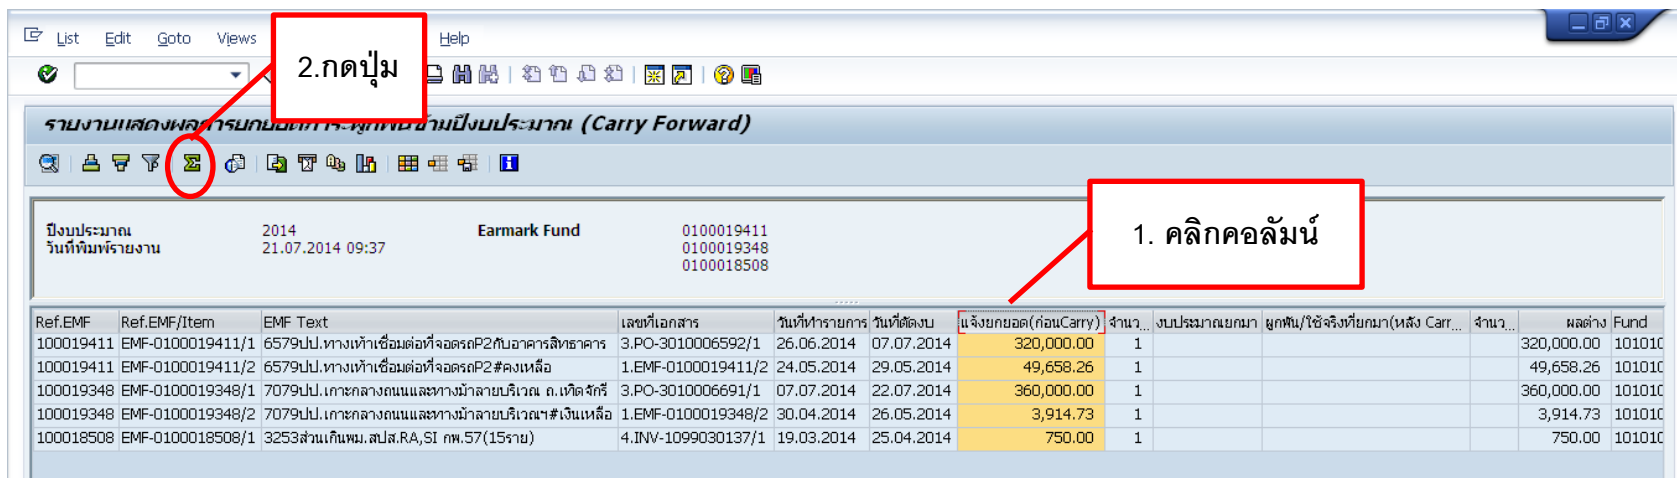 List Edit Goto Views Help
2.กดปุ่ม
รายงานแสดงผลการยกยอดภาระผูกพันข้ามปีงบประมาณ (Carry Forward)
1. คลิกคอลัมน์
ปีงบประมาณ 2014 Earmark Fund 0100019411
วันที่พิมพ์รายงาน 21.07.2014 09:37 0100019348
0100018508
Ref.EMF Ref.EMF/Item EMF Text เลขที่เอกสาร วันที่ทำรายการ วันที่ตัดงบ แจ้งยกยอด(ก่อนCarry) จำนว... งบประมาณยกมา ผูกพัน/ใช้จริงที่ยกมา(หลัง Carr... จำนว... ผลต่าง Fund
100019411 EMF-0100019411/1 6579ปป.ทางเท้าเชื่อมต่อที่จอดรถP2กับอาคารสิทธาคาร 3.PO-3010006592/1 26.06.2014 07.07.2014 320,000.00 1 320,000.00 101010
100019411 EMF-0100019411/2 6579ปป.ทางเท้าเชื่อมต่อที่จอดรถP2#คงเหลือ 1.EMF-0100019411/2 24.05.2014 29.05.2014 49,658.26 1 49,658.26 101010
100019348 EMF-0100019348/1 7079ปป.เกาะกลางถนนและทางม้าลายบริเวณ ถ.เทิดจักรี 3.PO-3010006691/1 07.07.2014 22.07.2014 360,000.00 1 360,000.00 101010
100019348 EMF-0100019348/2 7079ปป.เกาะกลางถนนและทางม้าลายบริเวณฯ#เงินเหลือ 1.EMF-0100019348/2 30.04.2014 26.05.2014 3,914.73 1 3,914.73 101010
100018508 EMF-0100018508/1 3253ส่วนเกินพม.สปส.RA,SI กพ.57(15ราย) 4.INV-1099030137/1 19.03.2014 25.04.2014 750.00 1 750.00 101010